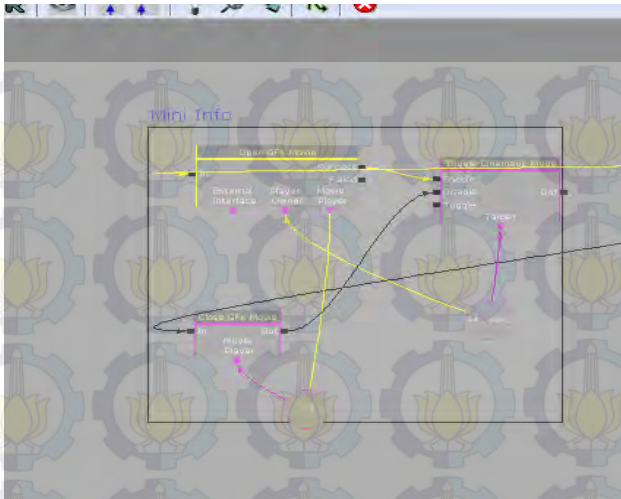 Mini Info
Open GFx Movie
In
Success
Failed
External Interface
Player Owner
Movie Player
Toggle Cinematic Mode
Enable
Disable
Toggle
Out
Target
Close GFx Movie
In
Out
Movie Player